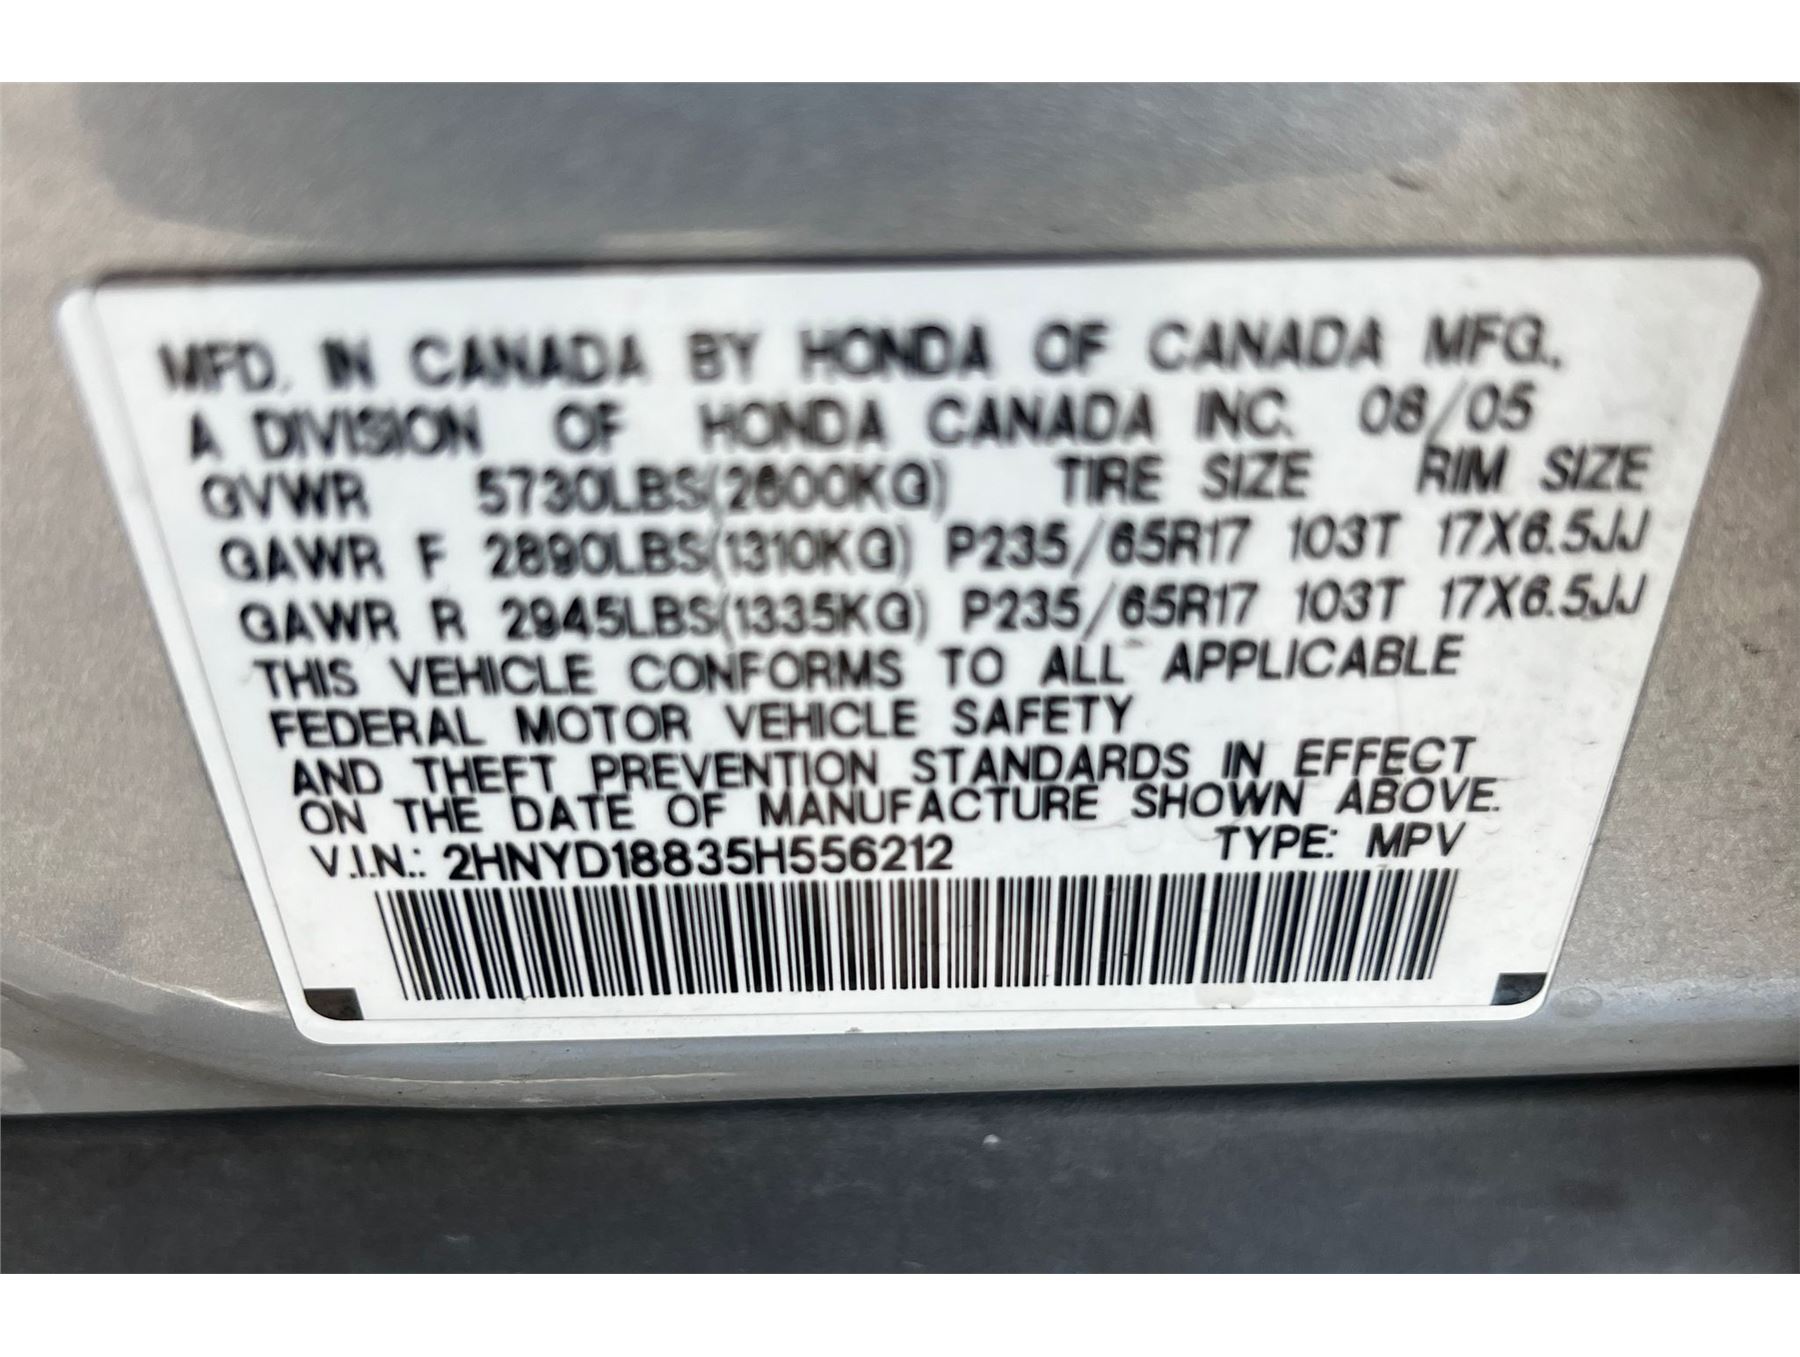 MFD. IN CANADA BY HONDA OF CANADA MFG.,
A DIVISION OF HONDA CANADA INC. 08/05
GVWR 5730LBS(2600KG) TIRE SIZE RIM SIZE
GAWR F 2890LBS(1310KG) P235/65R17 103T 17X6.5JJ
GAWR R 2945LBS(1335KG) P235/65R17 103T 17X6.5JJ
THIS VEHICLE CONFORMS TO ALL APPLICABLE
FEDERAL MOTOR VEHICLE SAFETY
AND THEFT PREVENTION STANDARDS IN EFFECT
ON THE DATE OF MANUFACTURE SHOWN ABOVE.
V.I.N.: 2HNYD18835H556212 TYPE: MPV